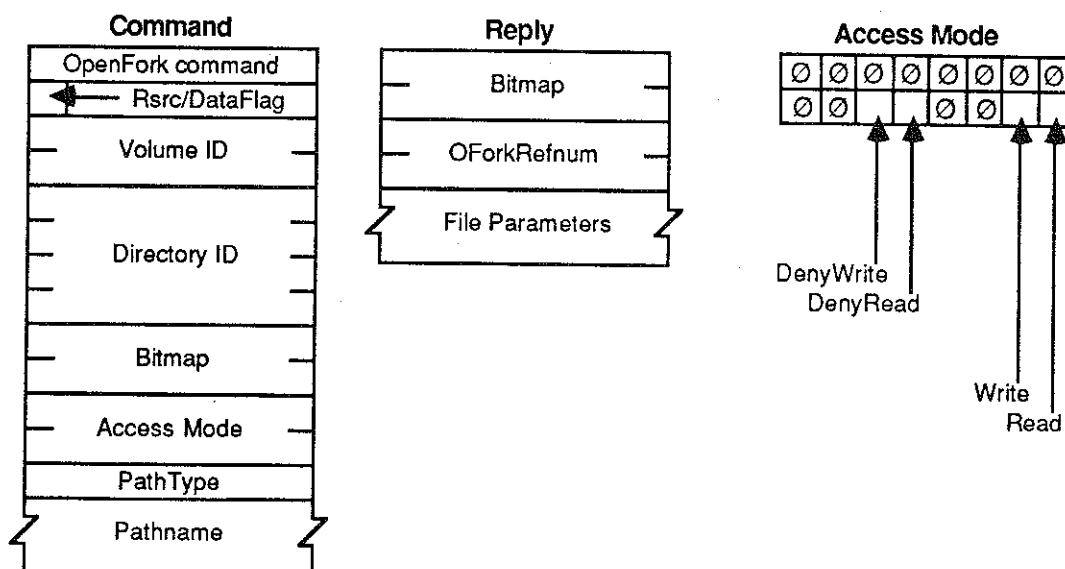 Command
OpenFork command
Rsrc/DataFlag
Volume ID
Directory ID
Bitmap
Access Mode
PathType
Pathname
Reply
Bitmap
OForkRefnum
File Parameters
Access Mode
Ø Ø Ø Ø Ø Ø Ø Ø
Ø Ø Ø Ø
DenyWrite
DenyRead
Write
Read